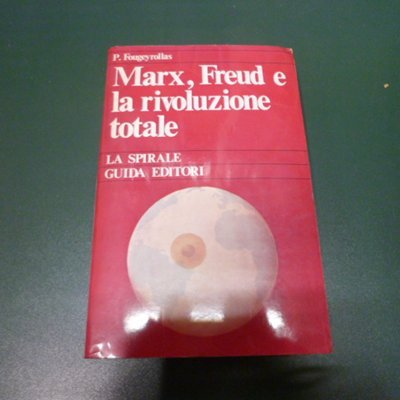 P. Fougeyrollas
Marx, Freud e
la rivoluzione
totale
LA SPIRALE
GUIDA EDITORI